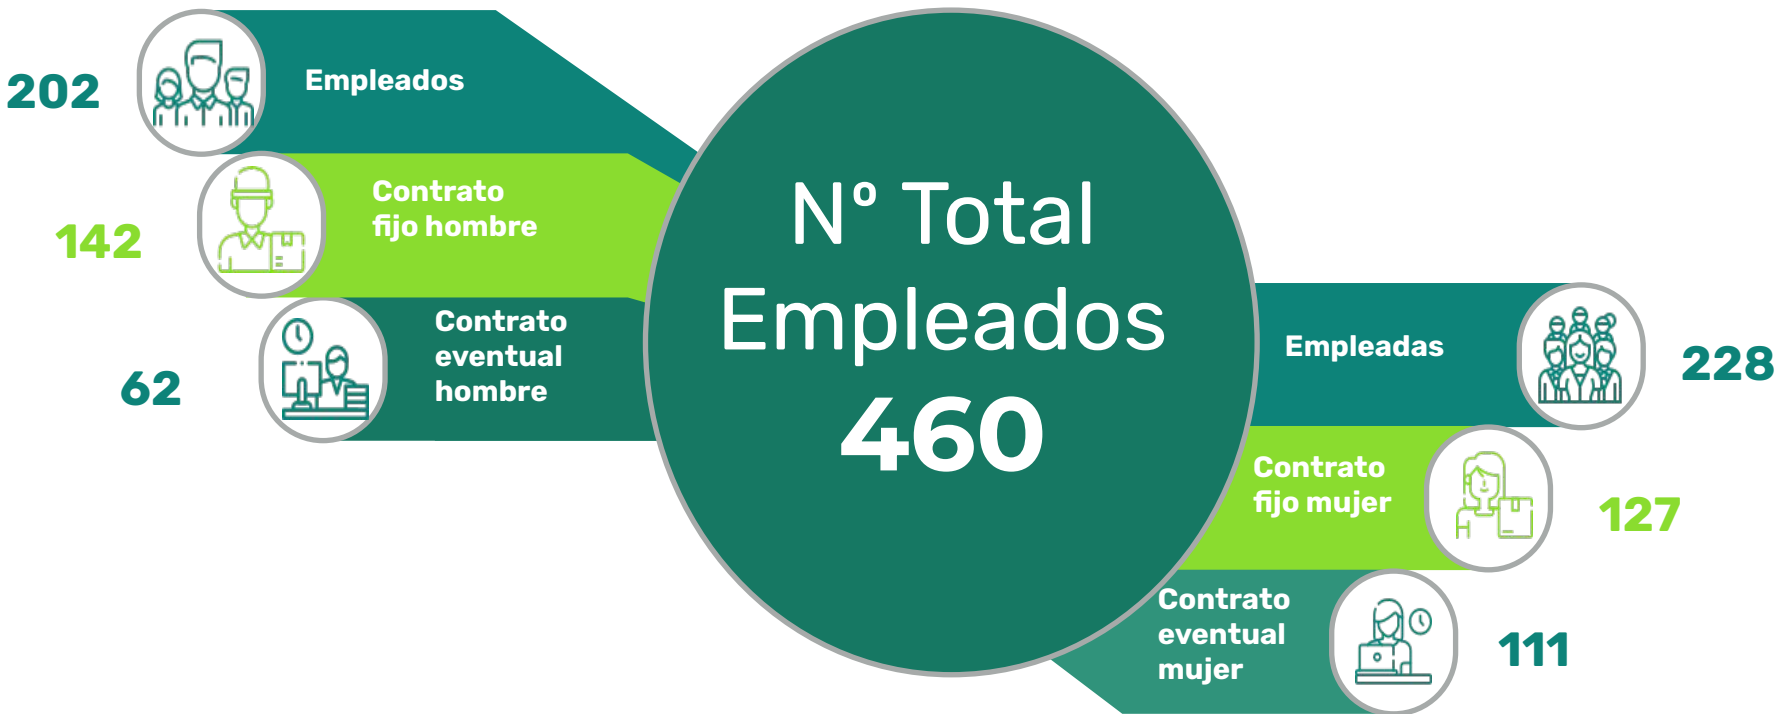 202
Empleados
142
Contrato
fijo hombre
62
Contrato
eventual
hombre
Nº Total
Empleados
460
Empleadas
228
Contrato
fijo mujer
127
Contrato
eventual
mujer
111